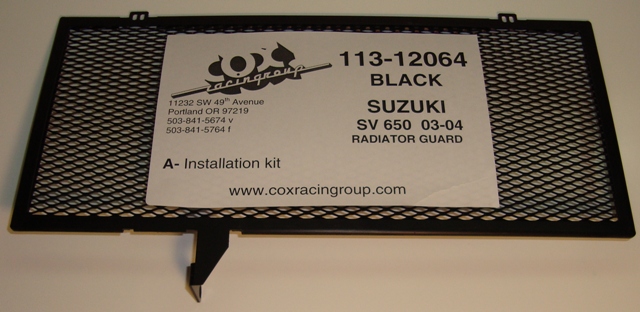 COX
racingroup
11232 SW 49th Avenue
Portland OR 97219
503-841-5674 v
503-841-5764 f
113-12064
BLACK
SUZUKI
SV 650 03-04
RADIATOR GUARD
A- Installation kit
www.coxracingroup.com